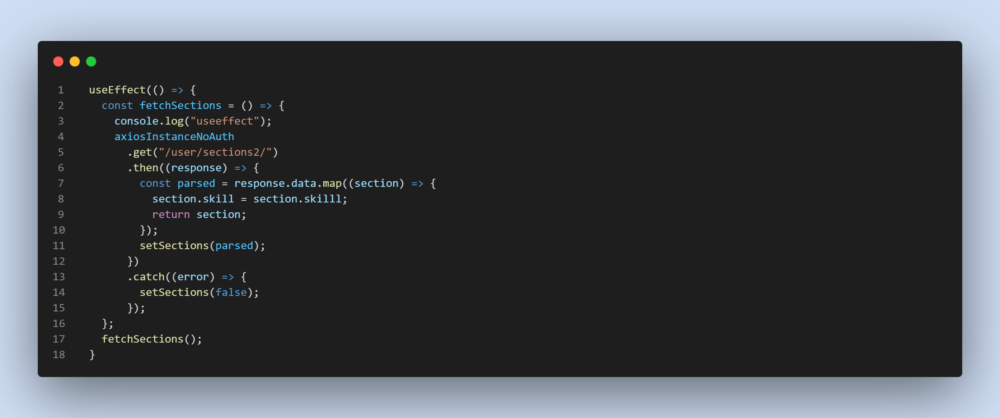 1 useEffect(() => {
2 const fetchSections = () => {
3 console.log("useeffect");
4 axiosInstanceNoAuth
5 .get("/user/sections2/")
6 .then((response) => {
7 const parsed = response.data.map((section) => {
8 section.skill = section.skilll;
9 return section;
10 });
11 setSections(parsed);
12 })
13 .catch((error) => {
14 setSections(false);
15 });
16 };
17 fetchSections();
18 }